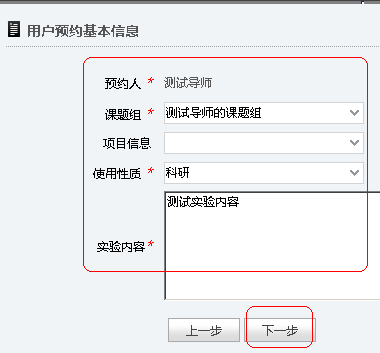 用户预约基本信息
预约人 * 测试导师
课题组 * 测试导师的课题组
项目信息
使用性质 * 科研
实验内容 * 测试实验内容
上一步 下一步